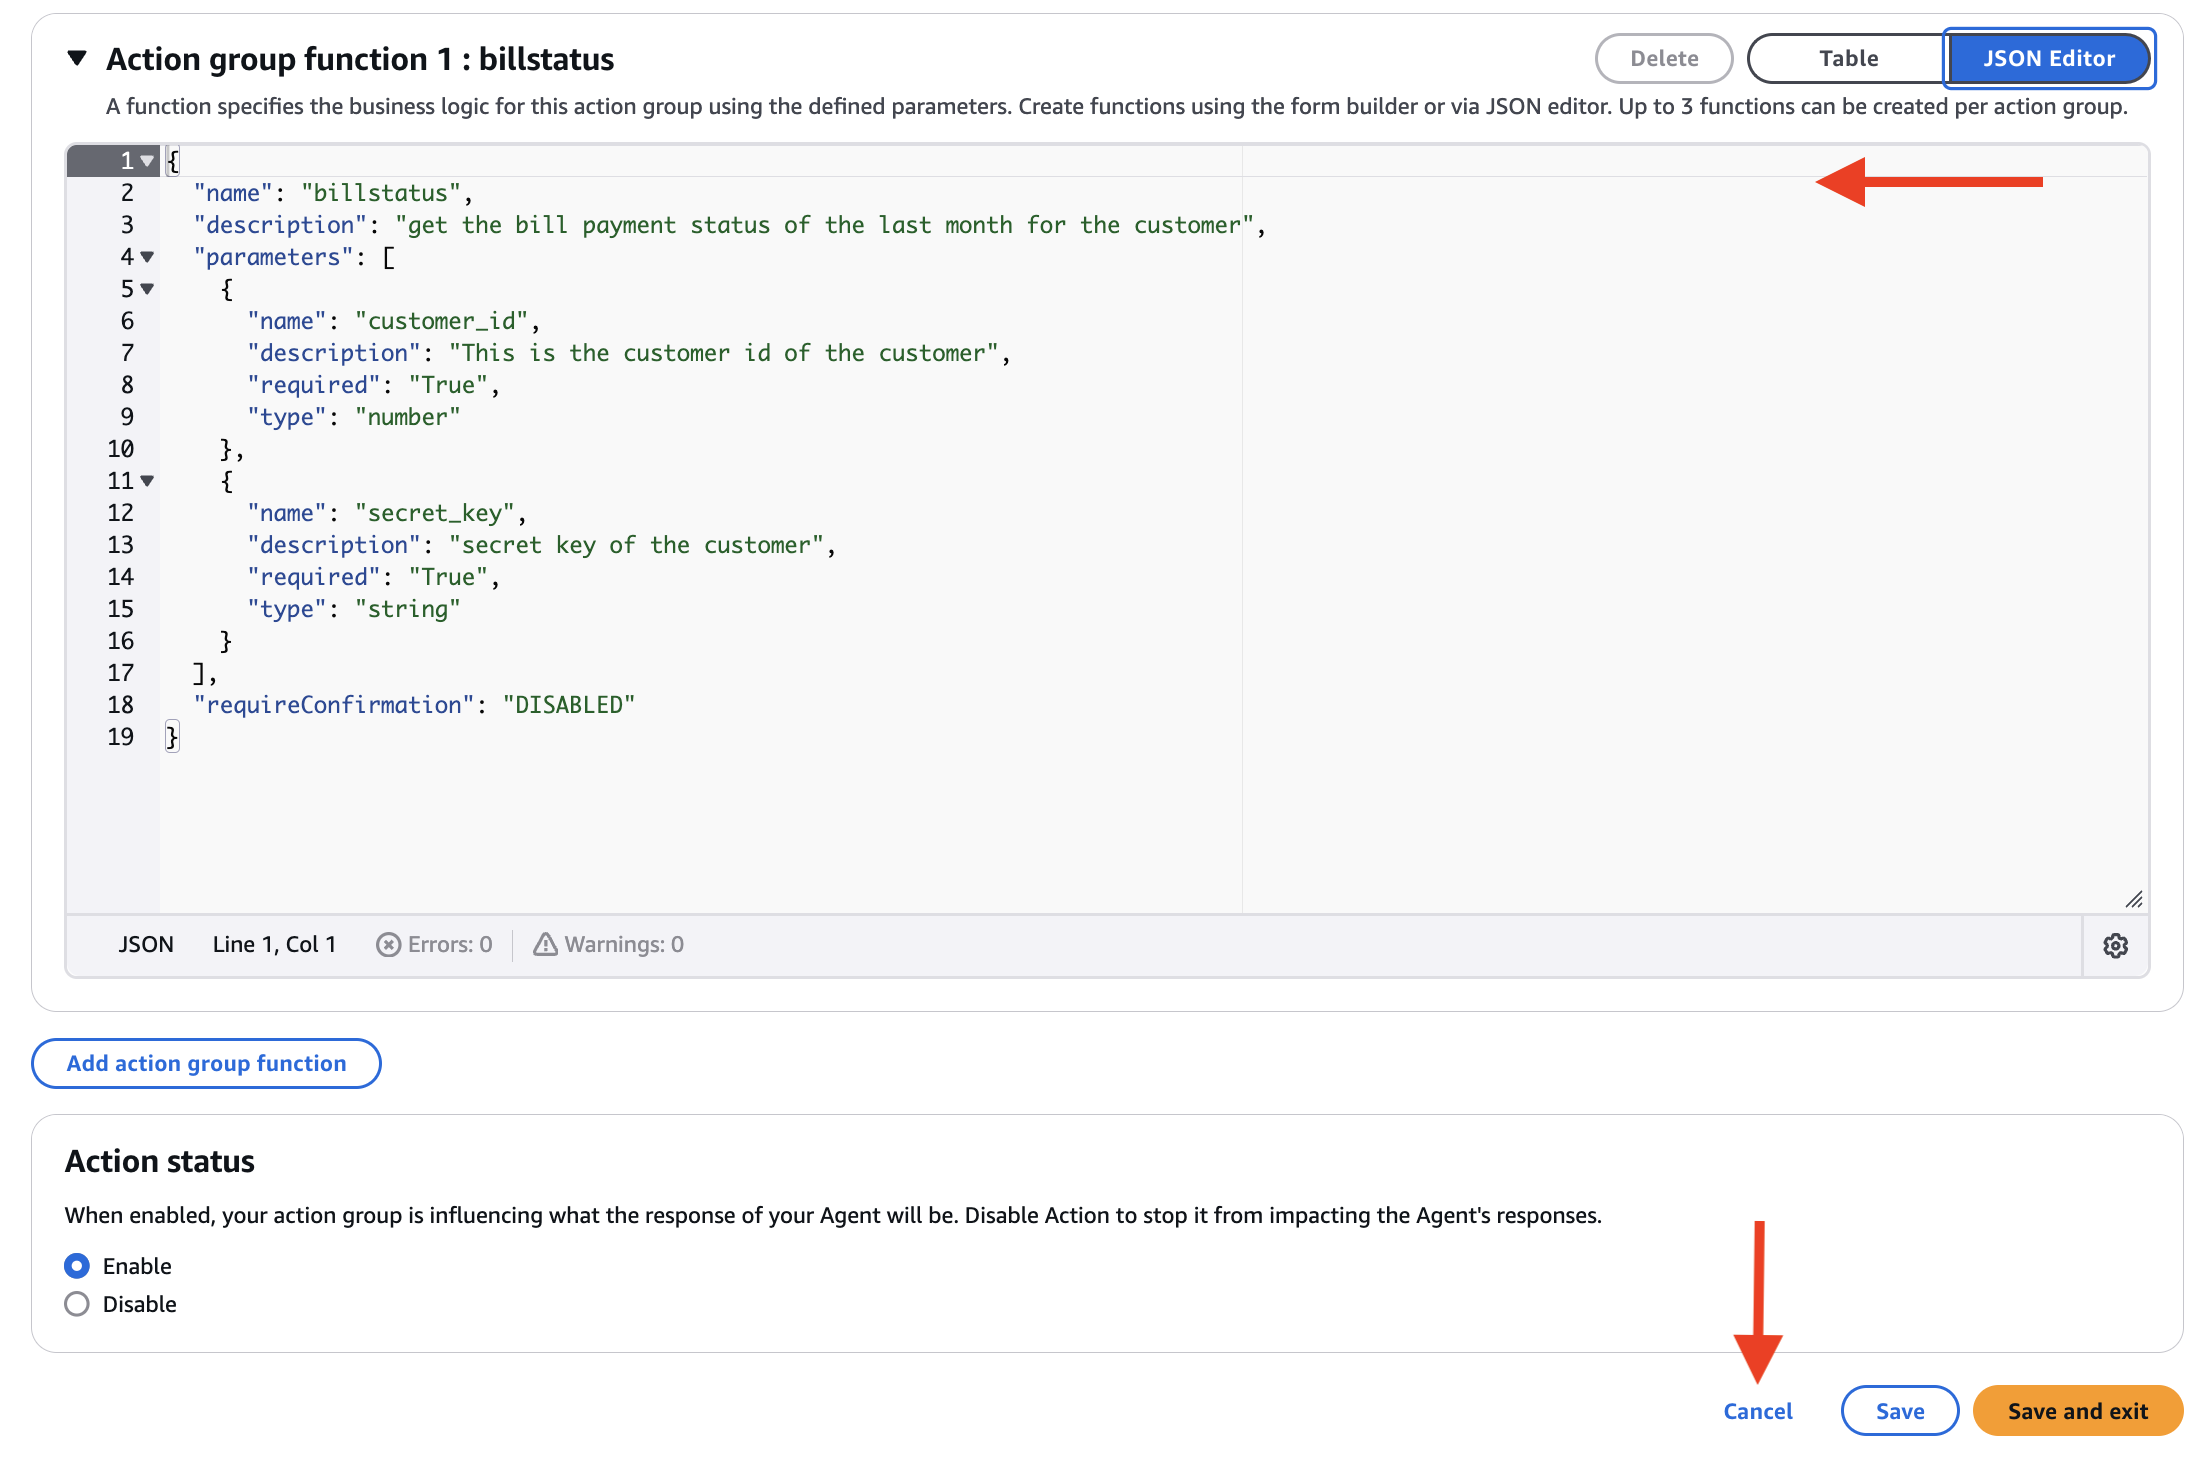 Action group function 1 : billstatus
Delete
Table
JSON Editor
A function specifies the business logic for this action group using the defined parameters. Create functions using the form builder or via JSON editor. Up to 3 functions can be created per action group.
1 {
2 "name": "billstatus",
3 "description": "get the bill payment status of the last month for the customer",
4 "parameters": [
5 {
6 "name": "customer_id",
7 "description": "This is the customer id of the customer",
8 "required": "True",
9 "type": "number"
10 },
11 {
12 "name": "secret_key",
13 "description": "secret key of the customer",
14 "required": "True",
15 "type": "string"
16 }
17 ],
18 "requireConfirmation": "DISABLED"
19 }
JSON Line 1, Col 1 Errors: 0 Warnings: 0
Add action group function
Action status
When enabled, your action group is influencing what the response of your Agent will be. Disable Action to stop it from impacting the Agent's responses.
Enable
Disable
Cancel
Save
Save and exit